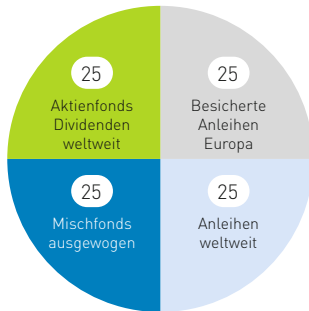 25
Aktienfonds
Dividenden
weltweit
25
Besicherte
Anleihen
Europa
25
Mischfonds
ausgewogen
25
Anleihen
weltweit